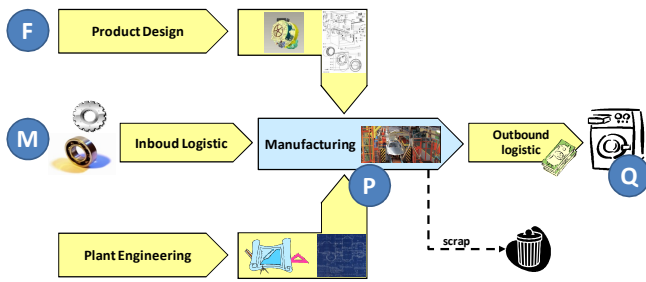 F
Product Design
M
Inboud Logistic
Manufacturing
Outbound
logistic
P
Q
Plant Engineering
scrap